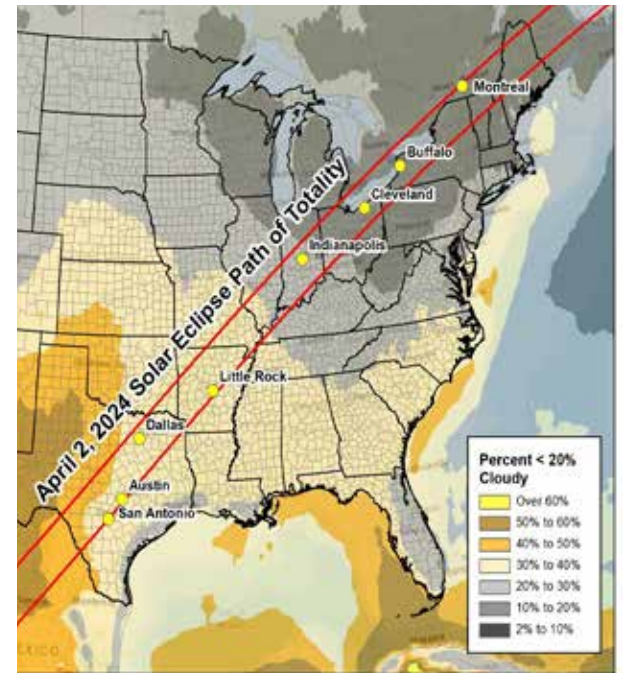 Montreal
Buffalo
Cleveland
Indianapolis
April 2, 2024 Solar Eclipse Path of Totality
Little Rock
Dallas
Austin
San Antonio
Percent < 20%
Cloudy
Over 60%
50% to 60%
40% to 50%
30% to 40%
20% to 30%
10% to 20%
2% to 10%